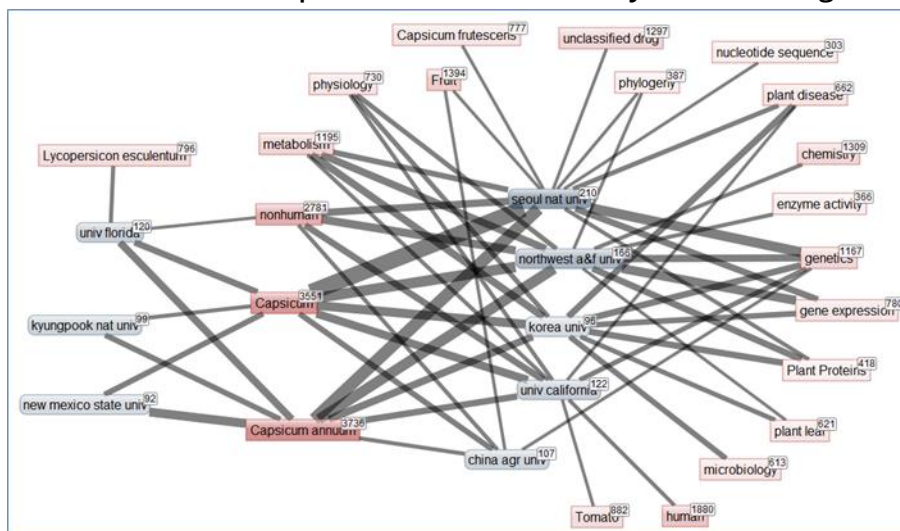 Capsicum frutescens 777
unclassified drug 1297
nucleotide sequence 303
physiology 730
Fruit 1394
phylogeny 387
plant disease 662
metabolism 1195
chemistry 1309
Lycopersicon esculentum 796
seoul nat univ 210
enzyme activity 366
nonhuman 2781
univ florida 120
northwest a&f univ 166
genetics 1167
Capsicum 3551
gene expression 780
kyungpook nat univ 99
korea univ 96
Plant Proteins 418
univ california 122
new mexico state univ 92
Capsicum annuum 3736
plant leaf 621
china agr univ 107
microbiology 613
Tomato 882
human 1880